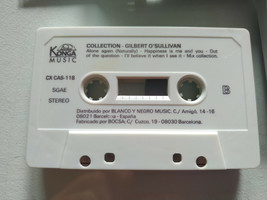 KONGA
MUSIC
COLLECTION - GILBERT O'SULLIVAN
Alone again (Naturally) - Happiness is me and you - Out
of the question - I'll believe it when I see it - Mix collection.
CX CAS-118
SGAE
STEREO
B
Distribuido por BLANCO Y NEGRO MUSIC. C./ Amigó, 14-16
08021 Barcelona - España
Fabricado por BOCSA. C/ Cuzco, 19 - 08030 Barcelona.